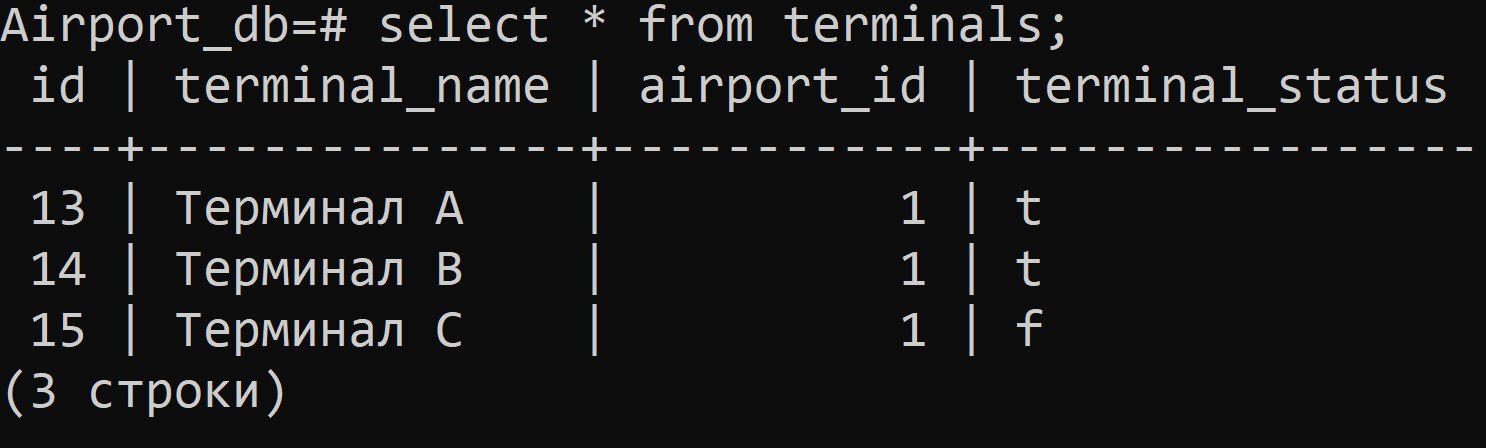 Airport_db=# select * from terminals;
 id | terminal_name | airport_id | terminal_status
----+---------------+------------+-----------------
 13 | Терминал A    |          1 | t
 14 | Терминал B    |          1 | t
 15 | Терминал C    |          1 | f
(3 строки)